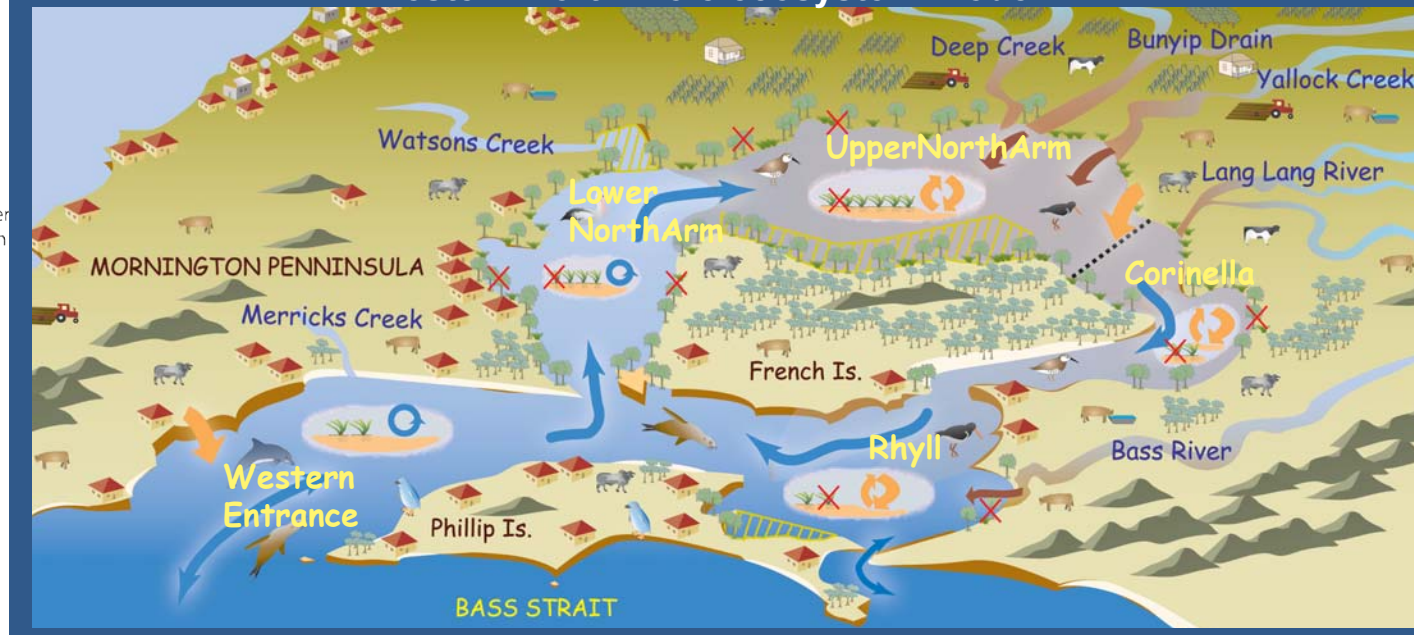 Deep Creek
Bunyip Drain
Yallock Creek
Watsons Creek
UpperNorthArm
Lang Lang River
Lower
NorthArm
MORNINGTON PENNINSULA
Corinella
Merricks Creek
French Is.
Rhyll
Bass River
Western
Entrance
Phillip Is.
BASS STRAIT